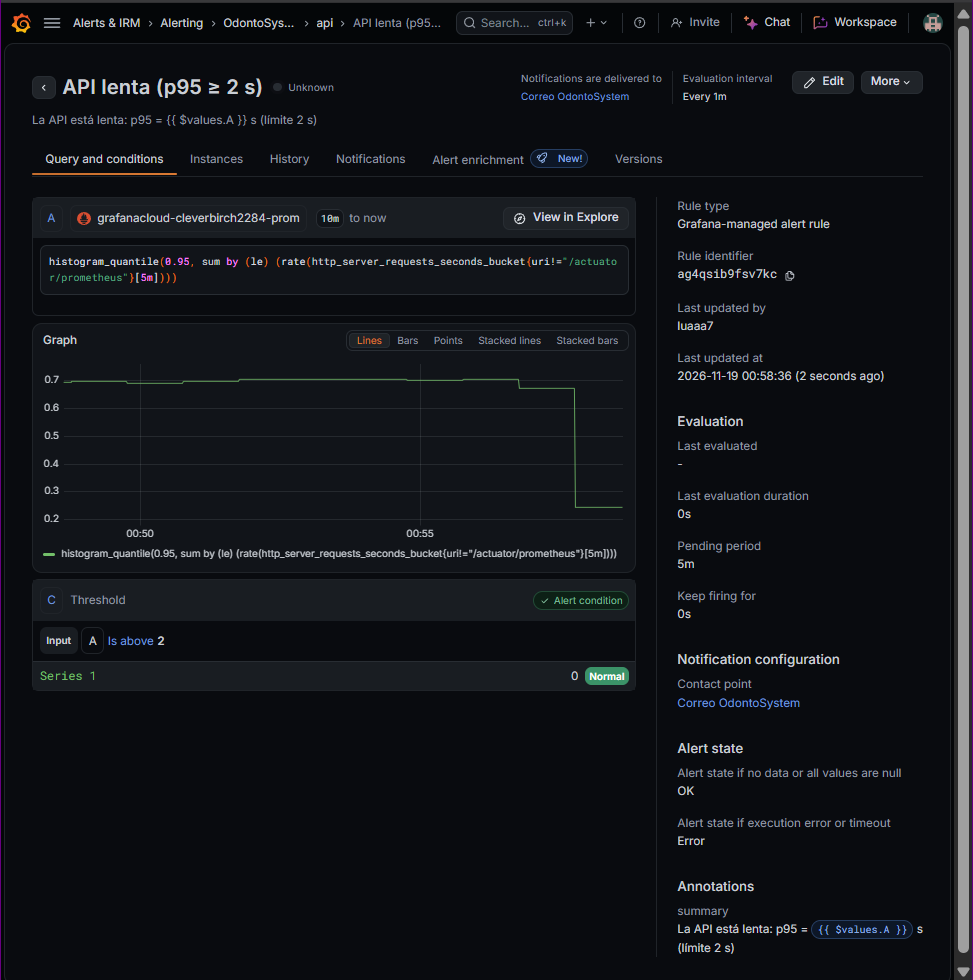 Alerts & IRM › Alerting › OdontoSys... › api › API lenta (p95... Search... ctrl+k + Invite Chat Workspace
API lenta (p95 ≥ 2 s) Unknown
Notifications are delivered to
Correo OdontoSystem
Evaluation interval
Every 1m
Edit More
La API está lenta: p95 = {{ $values.A }} s (límite 2 s)
Query and conditions Instances History Notifications Alert enrichment New! Versions
A grafanacloud-cleverbirch2284-prom 10m to now View in Explore
histogram_quantile(0.95, sum by (le) (rate(http_server_requests_seconds_bucket{uri!="/actuato
r/prometheus"}[5m])))
Graph Lines Bars Points Stacked lines Stacked bars
0.7
0.6
0.5
0.4
0.3
0.2
00:50 00:55
histogram_quantile(0.95, sum by (le) (rate(http_server_requests_seconds_bucket{uri!="/actuator/prometheus"}[5m])))
C Threshold Alert condition
Input A Is above 2
Series 1 0 Normal
Rule type
Grafana-managed alert rule
Rule identifier
ag4qsib9fsv7kc
Last updated by
luaaa7
Last updated at
2026-11-19 00:58:36 (2 seconds ago)
Evaluation
Last evaluated
-
Last evaluation duration
0s
Pending period
5m
Keep firing for
0s
Notification configuration
Contact point
Correo OdontoSystem
Alert state
Alert state if no data or all values are null
OK
Alert state if execution error or timeout
Error
Annotations
summary
La API está lenta: p95 = {{ $values.A }} s
(límite 2 s)